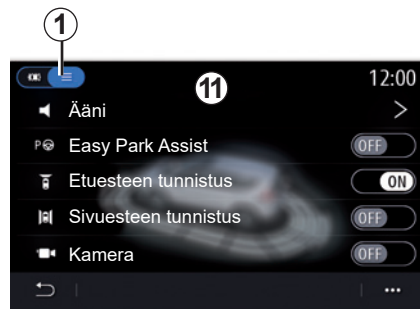 1
11
12:00
Ääni
P Easy Park Assist OFF
Etuesteen tunnistus ON
Sivuesteen tunnistus OFF
Kamera OFF